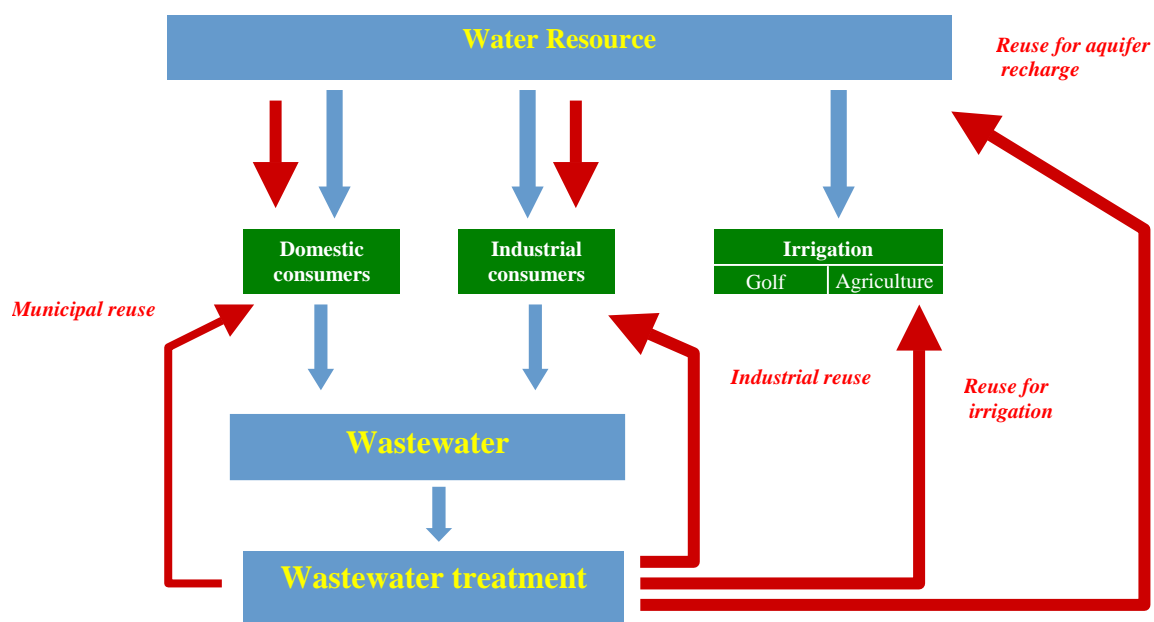 Water Resource
Reuse for aquifer
recharge
Domestic
consumers
Industrial
consumers
Irrigation
Golf
Agriculture
Municipal reuse
Industrial reuse
Reuse for
irrigation
Wastewater
Wastewater treatment